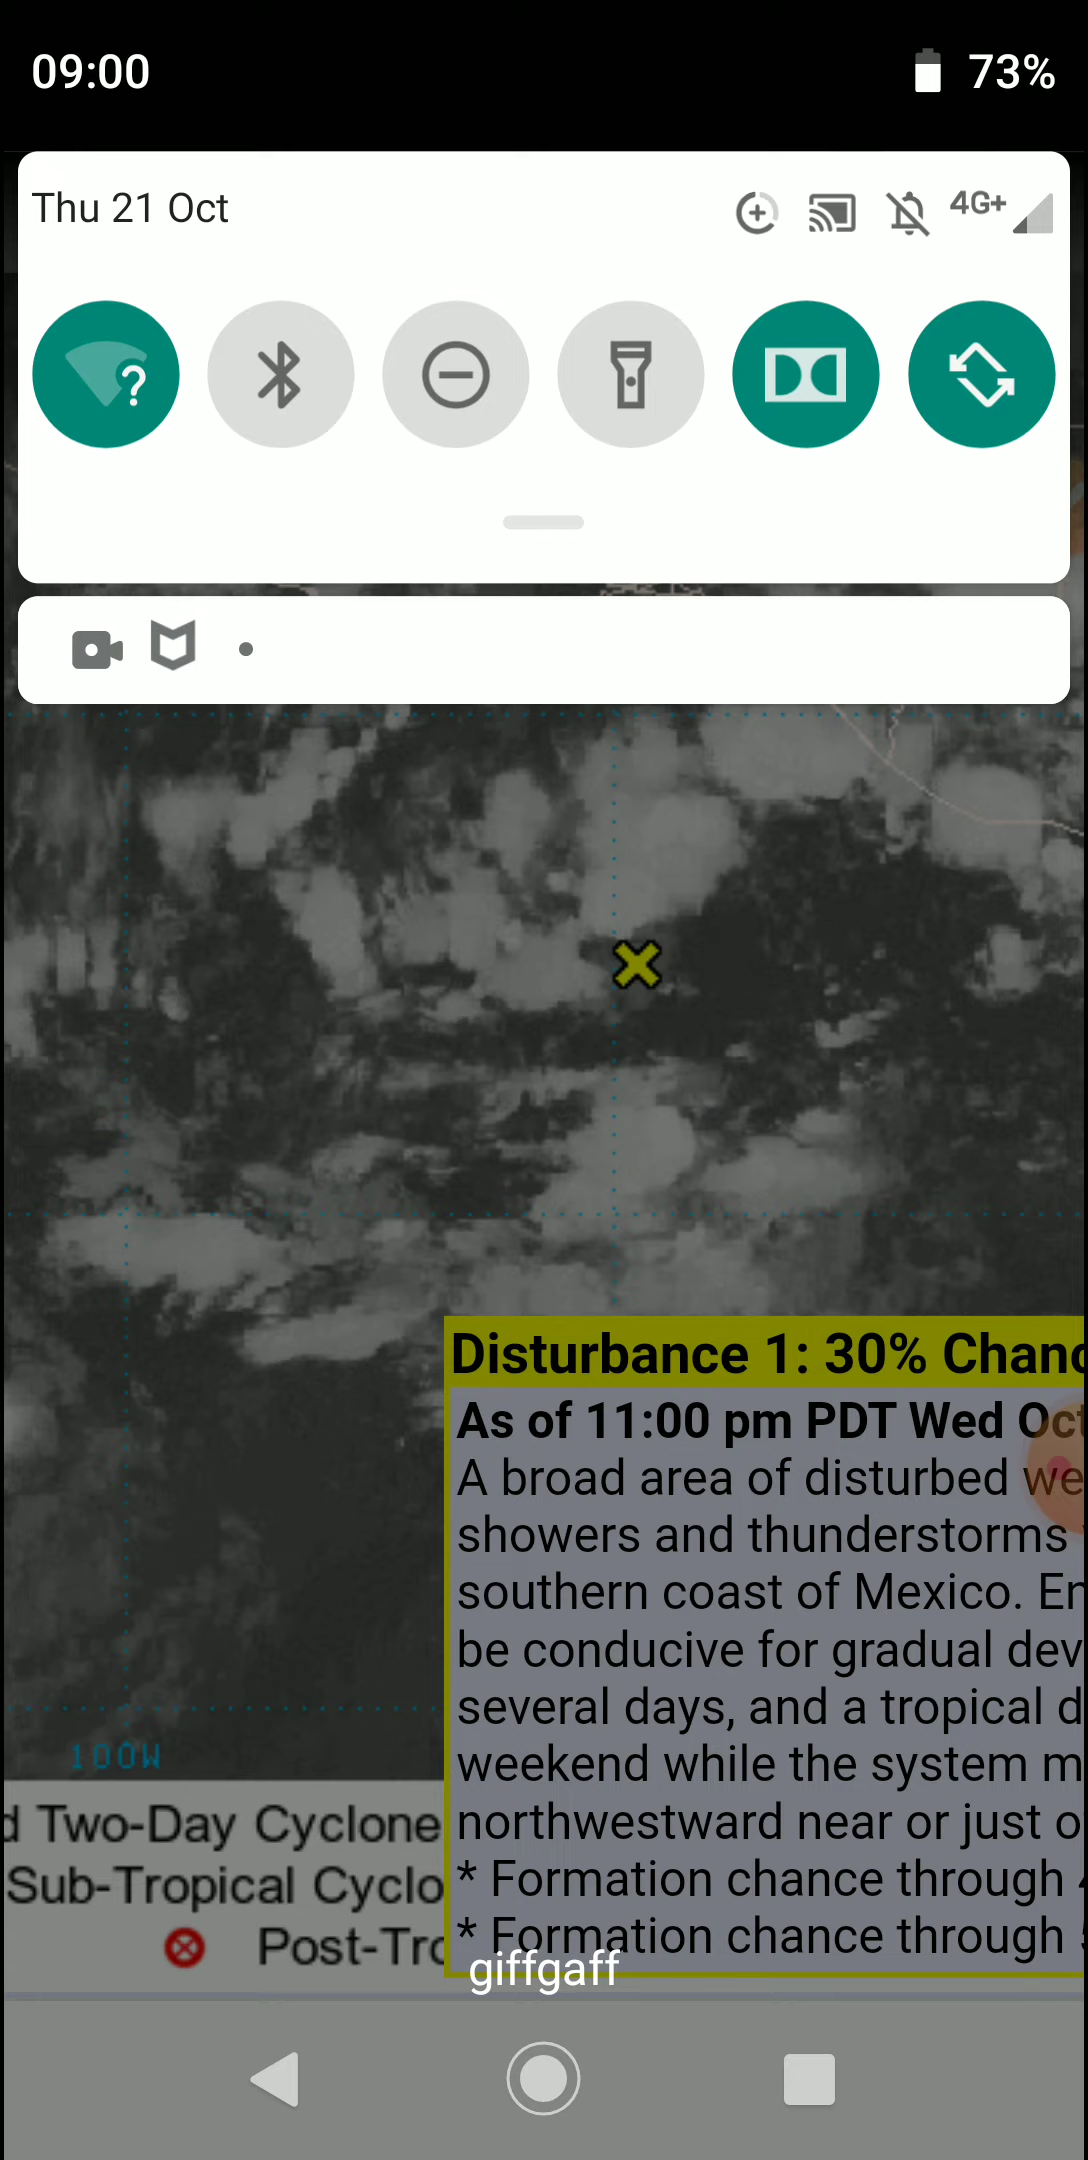 09:00
73%
Thu 21 Oct
4G+
Disturbance 1: 30% Chanc
As of 11:00 pm PDT Wed Oct
A broad area of disturbed we
showers and thunderstorms
southern coast of Mexico. En
be conducive for gradual dev
several days, and a tropical d
weekend while the system m
northwestward near or just o
* Formation chance through 4
* Formation chance through
100W
d Two-Day Cyclone
Sub-Tropical Cyclo
Post-Tro
giffgaff